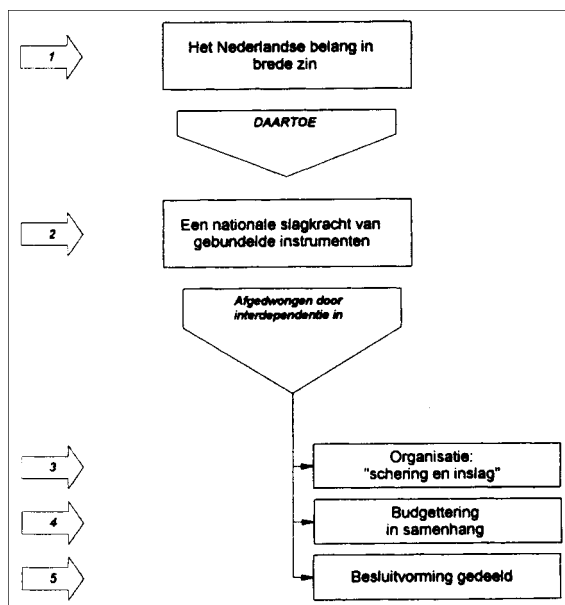 1
Het Nederlandse belang in
brede zin
DAARTOE
2
Een nationale slagkracht van
gebundelde instrumenten
Afgedwongen door
interdependentie in
3
Organisatie:
"schering en inslag"
4
Budgettering
in samenhang
5
Besluitvorming gedeeld